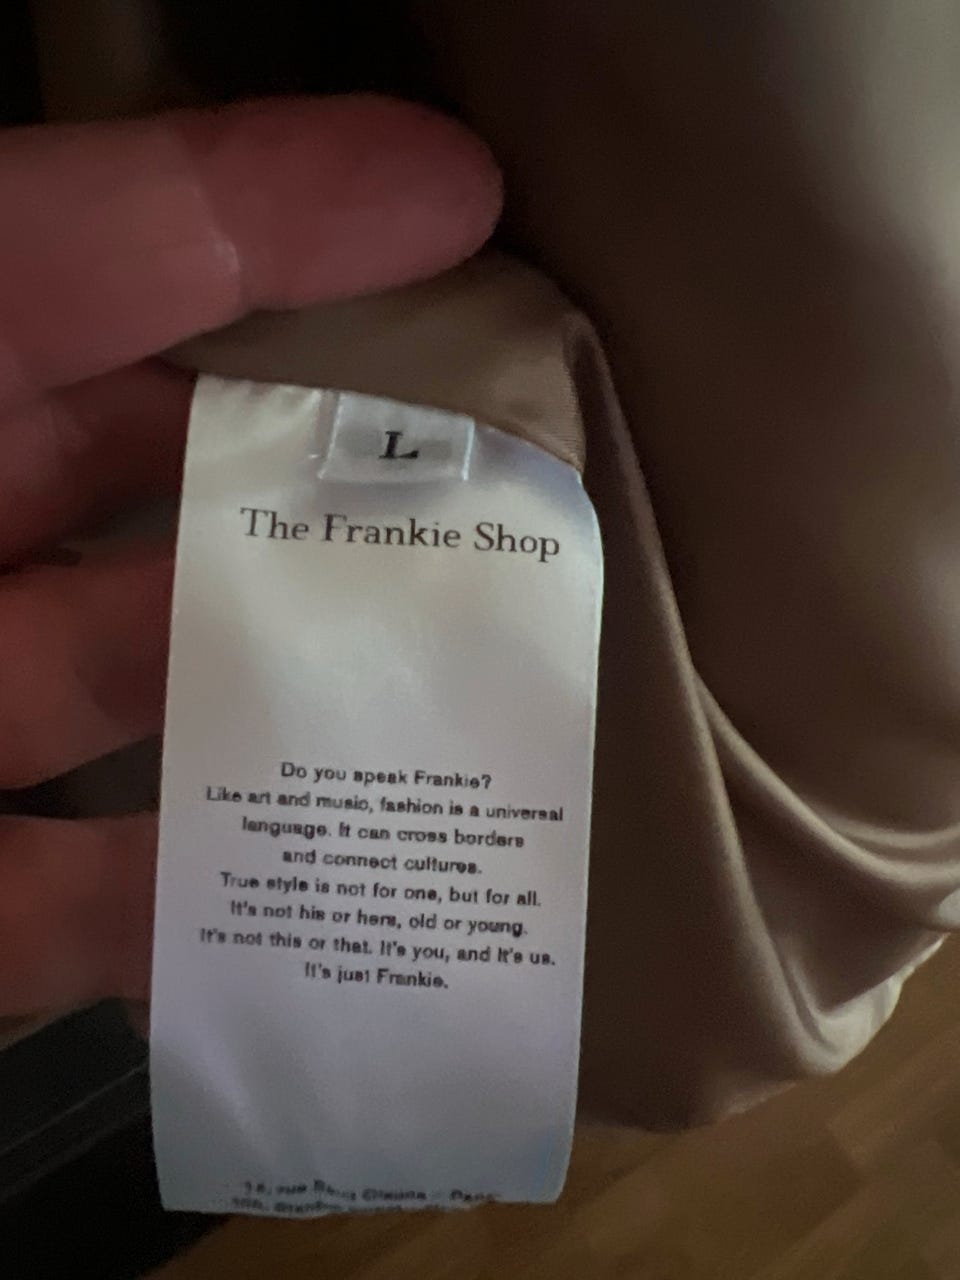 L
The Frankie Shop
Do you speak Frankie?
Like art and music, fashion is a universal
language. It can cross borders
and connect cultures.
True style is not for one, but for all.
It's not his or hers, old or young.
It's not this or that. It's you, and It's us.
It's just Frankie.
rue